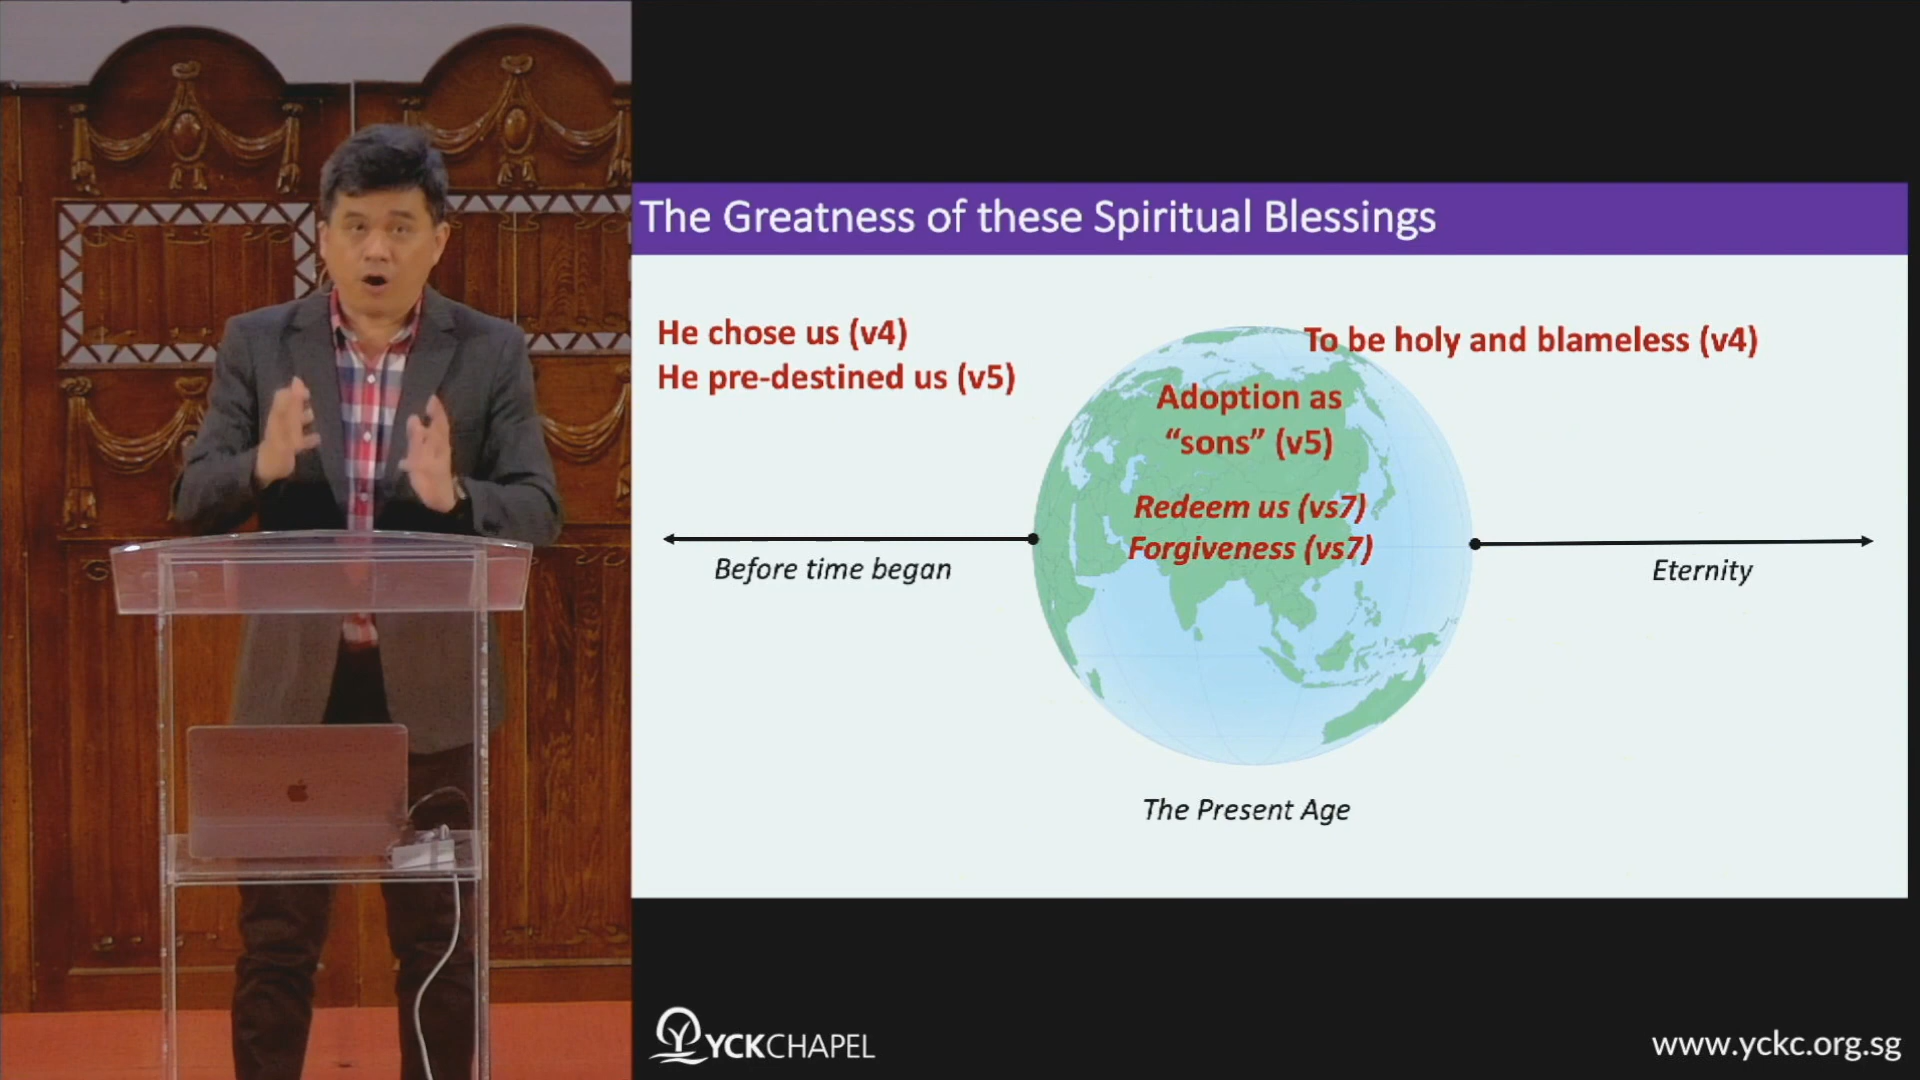 The Greatness of these Spiritual Blessings
He chose us (v4)
He pre-destined us (v5)
To be holy and blameless (v4)
Adoption as
“sons” (v5)
Redeem us (vs7)
Forgiveness (vs7)
Before time began
Eternity
The Present Age
YCKCHAPEL
www.yckc.org.sg